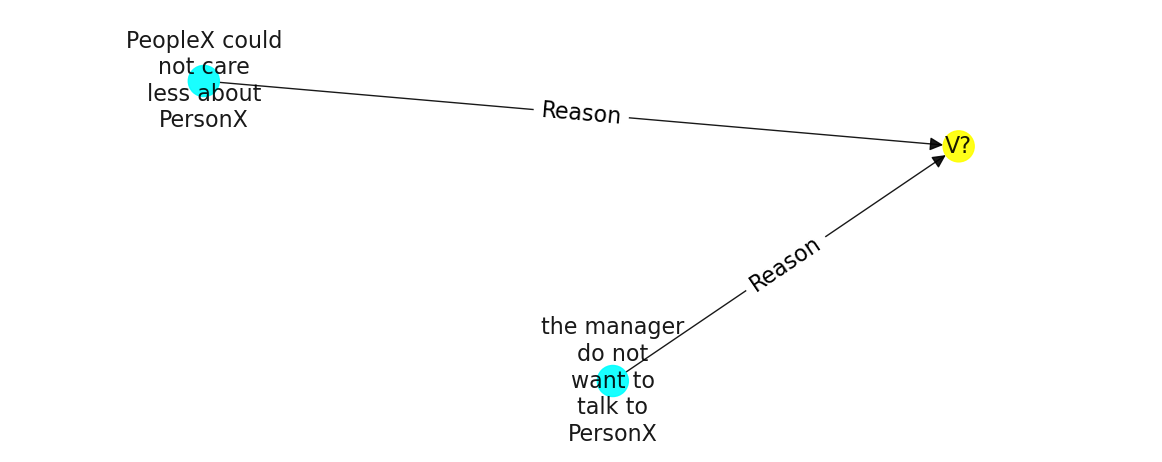 PeopleX could
not care
less about
PersonX
Reason
V?
Reason
the manager
do not
want to
talk to
PersonX